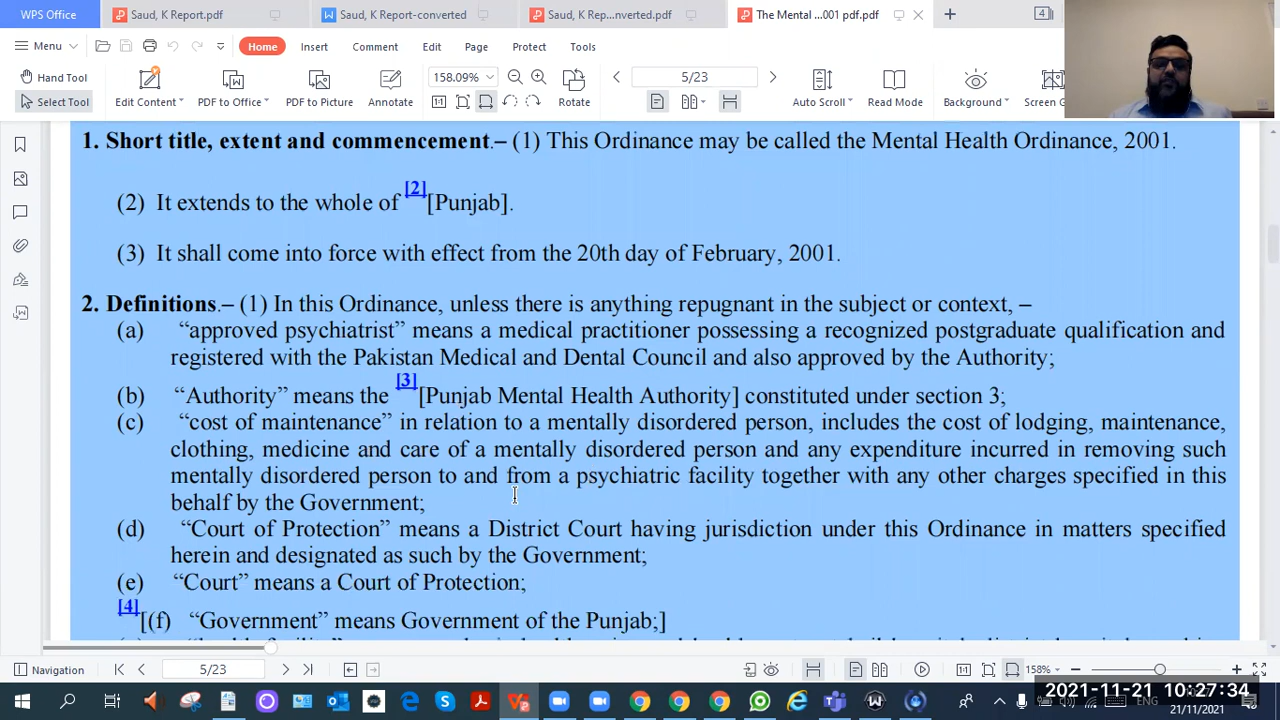 WPS Office
Saud, K Report.pdf
Saud, K Report-converted
Saud, K Rep...nverted.pdf
The Mental ...001 pdf.pdf
4
Menu
Home
Insert
Comment
Edit
Page
Protect
Tools
Hand Tool
Select Tool
Edit Content
PDF to Office
PDF to Picture
Annotate
158.09%
Rotate
5/23
Auto Scroll
Read Mode
Background
Screen G
1. Short title, extent and commencement.– (1) This Ordinance may be called the Mental Health Ordinance, 2001.
(2) It extends to the whole of [2][Punjab].
(3) It shall come into force with effect from the 20th day of February, 2001.
2. Definitions.– (1) In this Ordinance, unless there is anything repugnant in the subject or context, –
(a) “approved psychiatrist” means a medical practitioner possessing a recognized postgraduate qualification and
registered with the Pakistan Medical and Dental Council and also approved by the Authority;
(b) “Authority” means the [3][Punjab Mental Health Authority] constituted under section 3;
(c) “cost of maintenance” in relation to a mentally disordered person, includes the cost of lodging, maintenance,
clothing, medicine and care of a mentally disordered person and any expenditure incurred in removing such
mentally disordered person to and from a psychiatric facility together with any other charges specified in this
behalf by the Government;
(d) “Court of Protection” means a District Court having jurisdiction under this Ordinance in matters specified
herein and designated as such by the Government;
(e) “Court” means a Court of Protection;
[4][(f) “Government” means Government of the Punjab;]
Navigation
5/23
158%
ENG
2021-11-21 10:27:34
21/11/2021